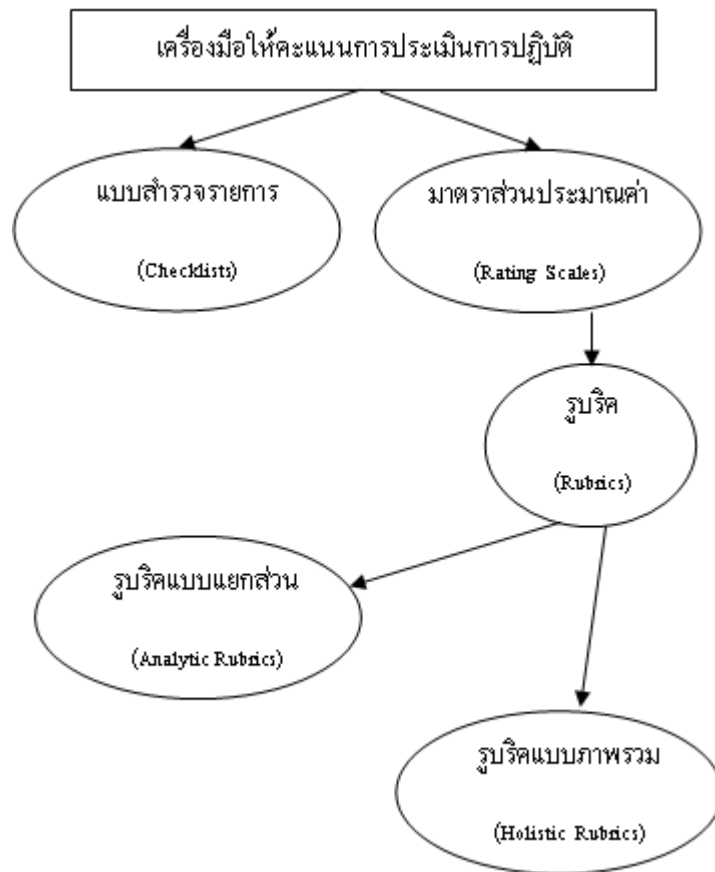 เครื่องมือให้คะแนนการประเมินการปฏิบัติ
แบบสำรวจรายการ
(Checklists)
มาตราส่วนประมาณค่า
(Rating Scales)
รูบริค
(Rubrics)
รูบริคแบบแยกส่วน
(Analytic Rubrics)
รูบริคแบบภาพรวม
(Holistic Rubrics)